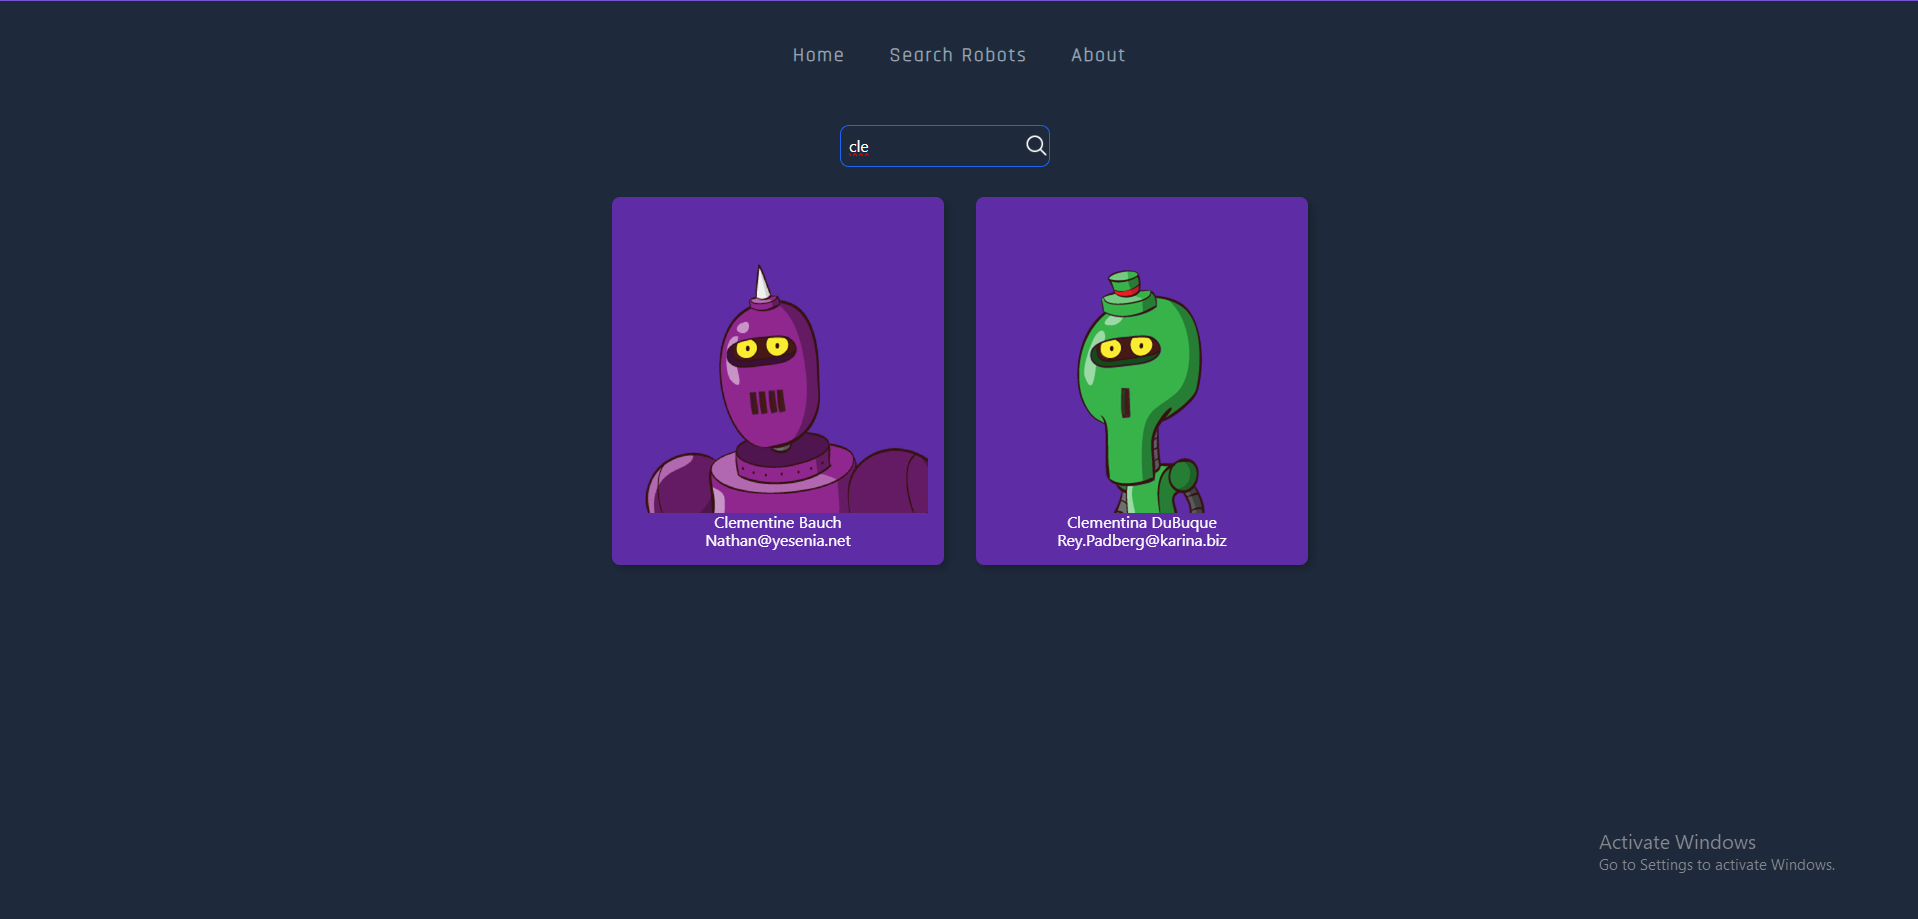 Home Search Robots About
cle
Clementine Bauch
Nathan@yesenia.net
Clementina DuBuque
Rey.Padberg@karina.biz
Activate Windows
Go to Settings to activate Windows.